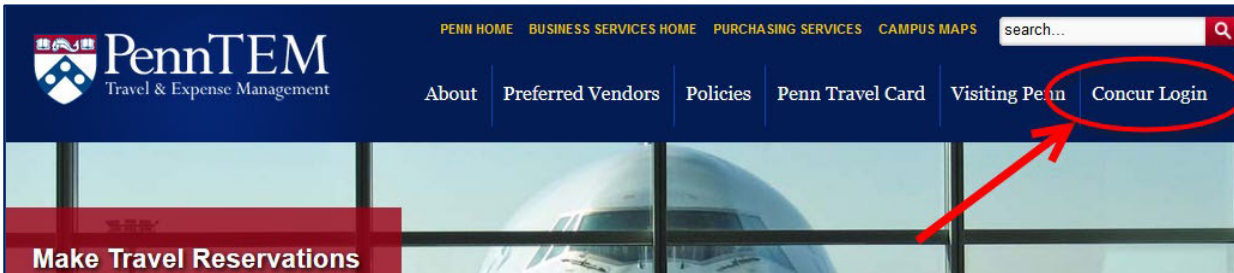 PENN HOME BUSINESS SERVICES HOME PURCHASING SERVICES CAMPUS MAPS search...
PennTEM
Travel & Expense Management
About Preferred Vendors Policies Penn Travel Card Visiting Penn Concur Login
Make Travel Reservations